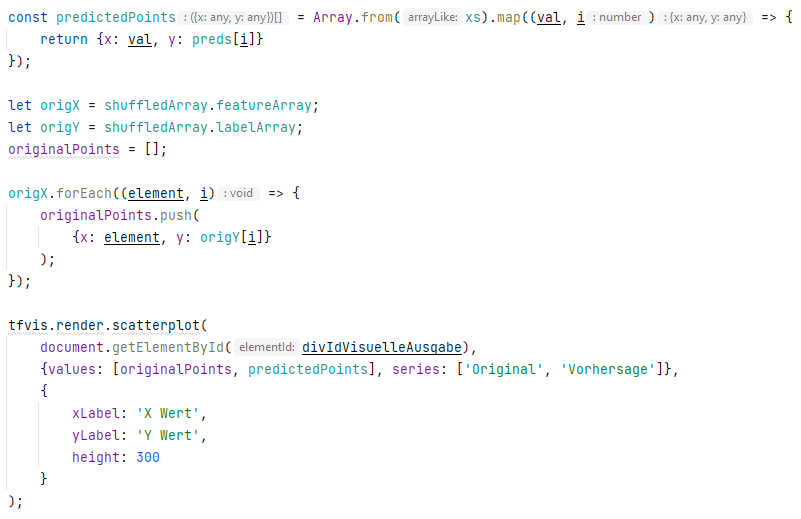 const predictedPoints : ({x: any, y: any})[] = Array.from( arrayLike: xs).map((val, i : number ) : {x: any, y: any} => {
    return {x: val, y: preds[i]}
});

let origX = shuffledArray.featureArray;
let origY = shuffledArray.labelArray;
originalPoints = [];

origX.forEach((element, i) : void => {
    originalPoints.push(
        {x: element, y: origY[i]}
    );
});

tfvis.render.scatterplot(
    document.getElementById( elementId: divIdVisuelleAusgabe),
    {values: [originalPoints, predictedPoints], series: ['Original', 'Vorhersage']},
    {
        xLabel: 'X Wert',
        yLabel: 'Y Wert',
        height: 300
    }
);